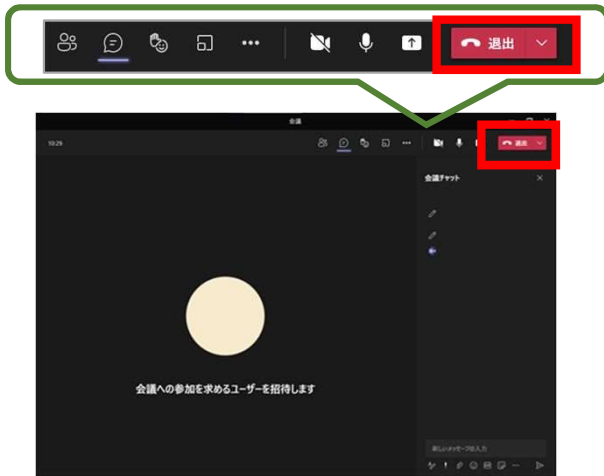 退出
会議
10:29
退出
会議チャット
会議への参加を求めるユーザーを招待します
新しいメッセージの入力